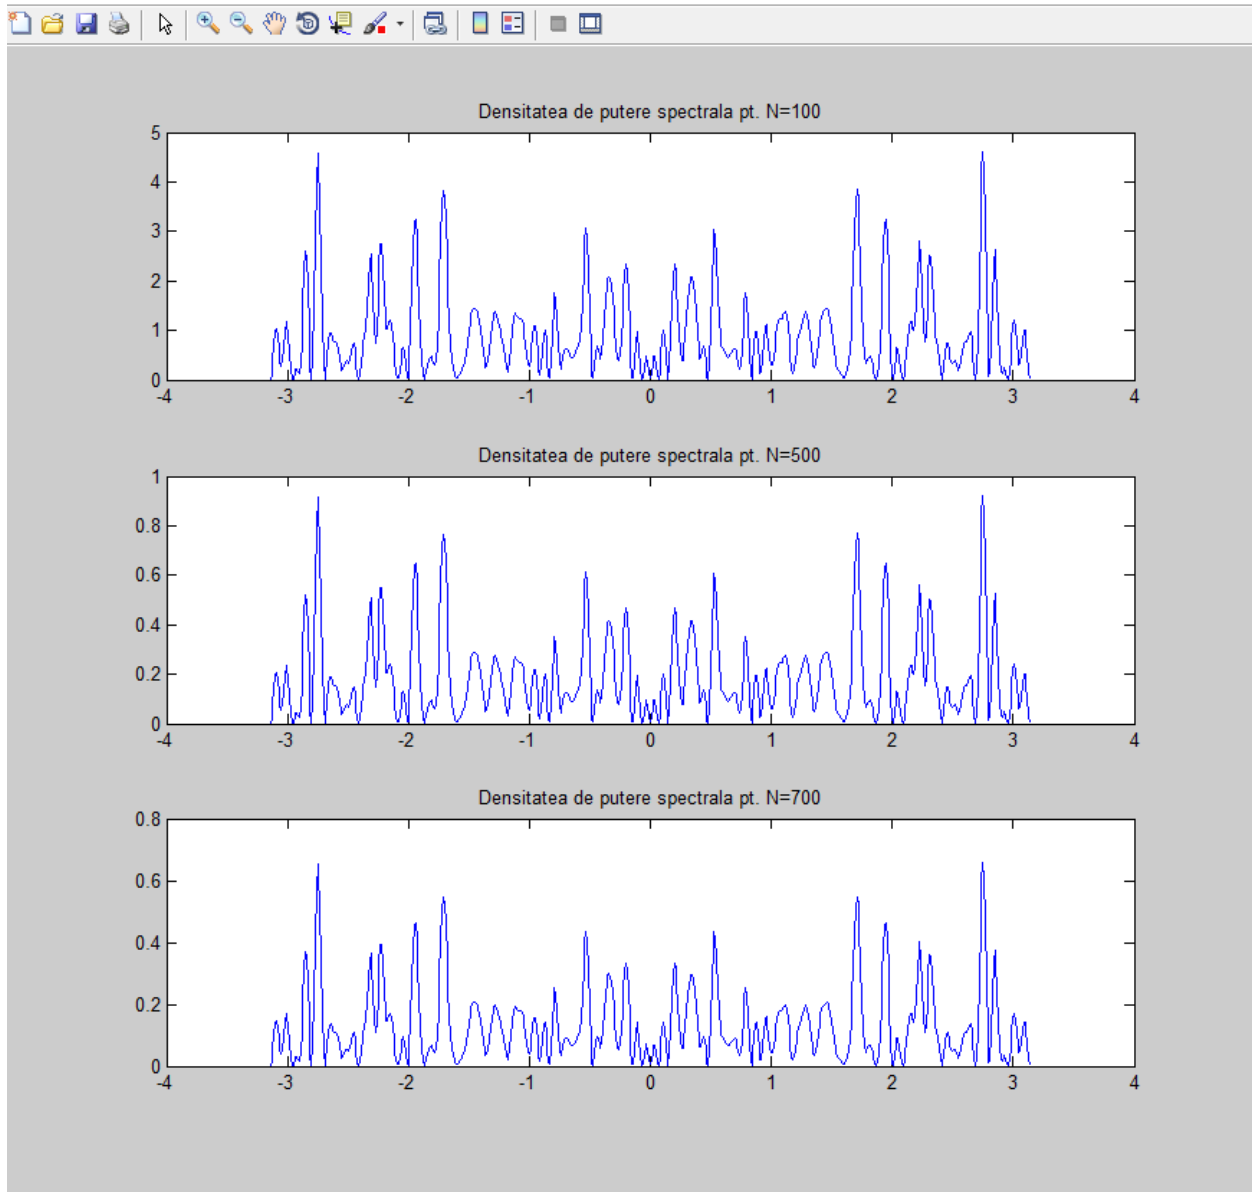 Densitatea de putere spectrala pt. N=100
5
4
3
2
1
0
-4 -3 -2 -1 0 1 2 3 4
Densitatea de putere spectrala pt. N=500
1
0.8
0.6
0.4
0.2
0
-4 -3 -2 -1 0 1 2 3 4
Densitatea de putere spectrala pt. N=700
0.8
0.6
0.4
0.2
0
-4 -3 -2 -1 0 1 2 3 4